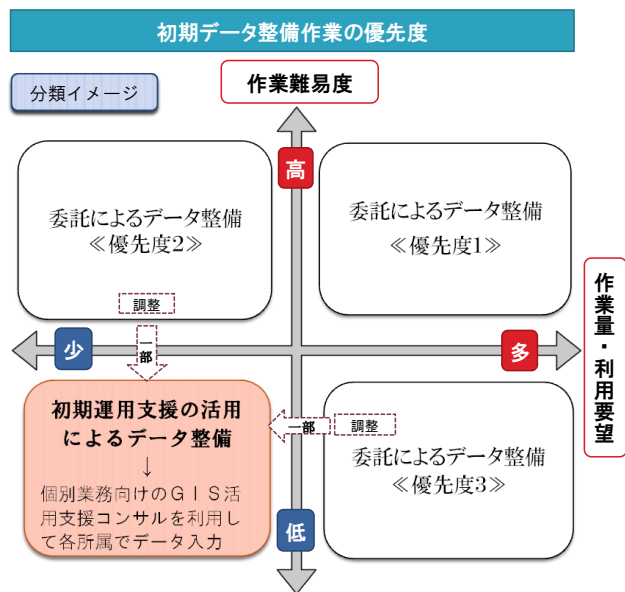 初期データ整備作業の優先度
分類イメージ
作業難易度
高
委託によるデータ整備
≪優先度2≫
調整
委託によるデータ整備
≪優先度1≫
少
一部
多
作業量・利用要望
初期運用支援の活用
によるデータ整備
↓
個別業務向けのGIS活
用支援コンサルを利用し
て各所属でデータ入力
一部
調整
委託によるデータ整備
≪優先度3≫
低